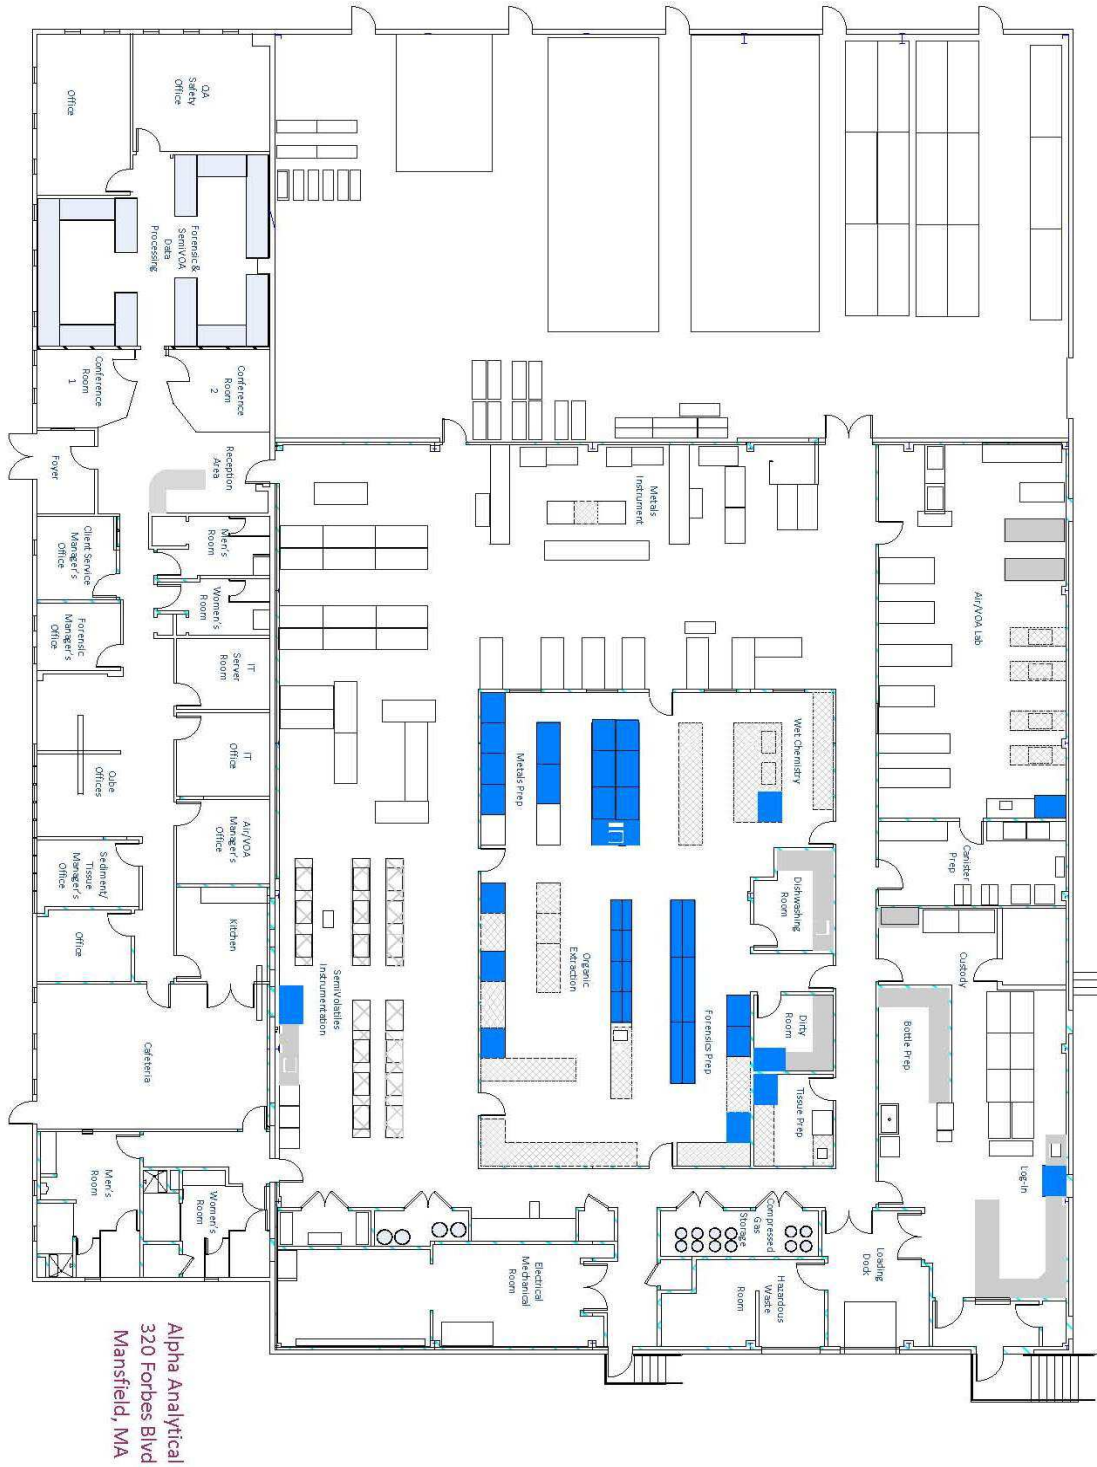 Office
QA
Safety
Office
Forensic &
SemiVOA
Data
Processing
Conference
Room
1
Conference
Room
2
Foyer
Reception
Area
Client Service
Manager's
Office
Men's
Room
Forensic
Manager's
Office
Women's
Room
IT
Server
Room
IT
Office
Cube
Offices
Air/VOA
Manager's
Office
Sediment/
Tissue
Manager's
Office
Kitchen
Office
Cafeteria
Men's
Room
Women's
Room
SemiVolatiles
Instrumentation
Metals
Instrument
Metals Prep
Wet Chemistry
Organic
Extraction
Dishwashing
Room
Forensics Prep
Dirty
Room
Tissue Prep
Air/VOA Lab
Canister
Prep
Custody
Bottle Prep
Log-In
Compressed
Gas
Storage
Electrical
Mechanical
Room
Hazardous
Waste
Room
Loading
Dock
Alpha Analytical
320 Forbes Blvd
Mansfield, MA